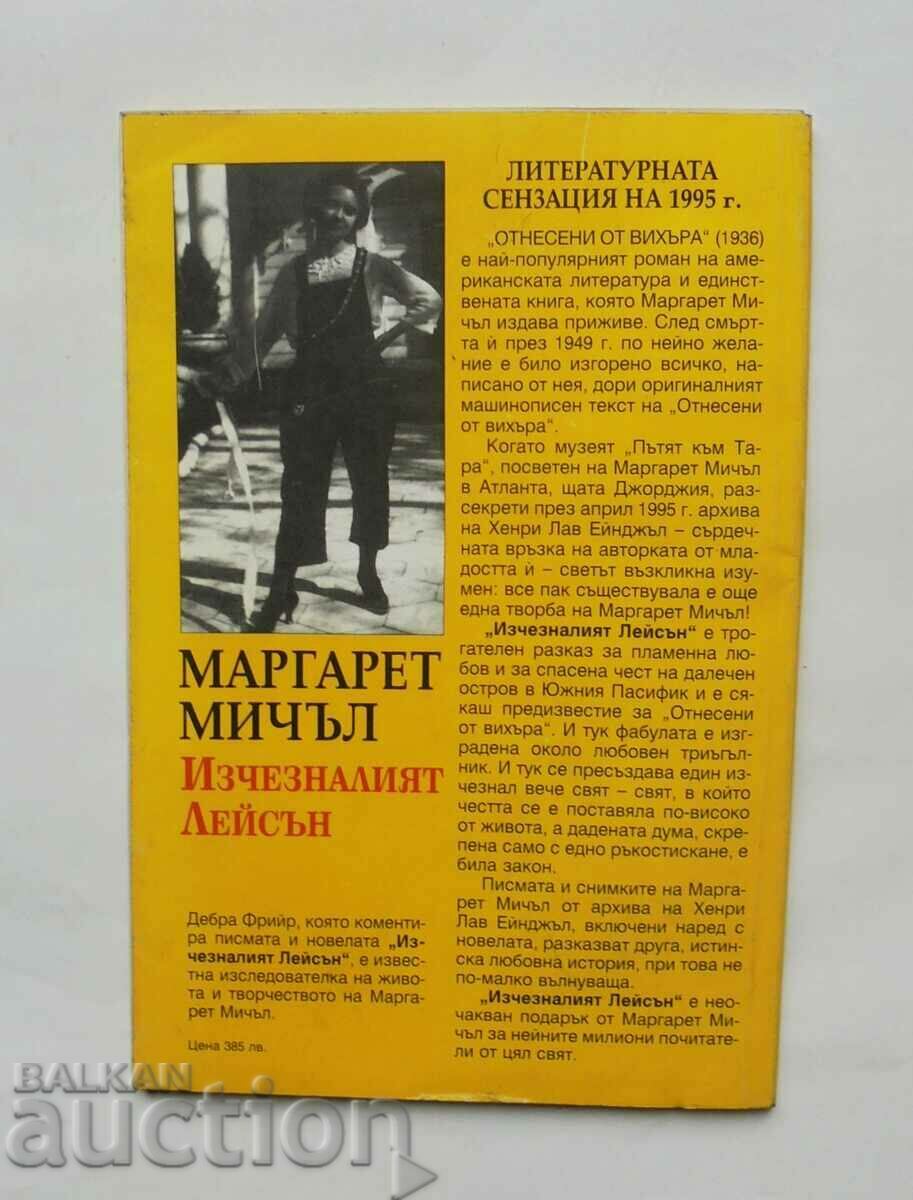 МАРГАРЕТ
МИЧЪЛ
ИЗЧЕЗНАЛИЯТ
ЛЕЙСЪН
Дебра Фрийр, която коменти-
ра писмата и новелата „Из-
чезналият Лейсън“, е извес-
тна изследователка на живо-
та и творчеството на Марга-
рет Мичъл.
Цена 385 лв.
ЛИТЕРАТУРНАТА
СЕНЗАЦИЯ НА 1995 г.
„ОТНЕСЕНИ ОТ ВИХЪРА“ (1936)
е най-популярният роман на аме-
риканската литература и единст-
вената книга, която Маргарет Ми-
чъл издава приживе. След смърт-
та ѝ през 1949 г. по нейно жела-
ние е било изгорено всичко, на-
писано от нея, дори оригиналният
машинописен текст на „Отнесени
от вихъра“.
Когато музеят „Пътят към Та-
ра“, посветен на Маргарет Мичъл
в Атланта, щата Джорджия, раз-
секрети през април 1995 г. архива
на Хенри Лав Ейнджъл – сърдеч-
ната връзка на авторката от мла-
достта ѝ – светът възкликна изу-
мен: все пак съществувала е още
една творба на Маргарет Мичъл!
„Изчезналият Лейсън“ е тро-
гателен разказ за пламенна лю-
бов и за спасена чест на далечен
остров в Южния Пасифик и е ся-
каш предизвестие за „Отнесени
от вихъра“. И тук фабулата е изг-
радена около любовен триъгъл-
ник. И тук се пресъздава един из-
чезнал вече свят – свят, в който
честта се е поставяла по-високо
от живота, а дадената дума, скре-
пена само с едно ръкостискане, е
била закон.
Писмата и снимките на Марга-
рет Мичъл от архива на Хенри
Лав Ейнджъл, включени наред с
новелата, разказват друга, истин-
ска любовна история, при това не
по-малко вълнуваща.
„Изчезналият Лейсън“ е нео-
чакван подарък от Маргарет Ми-
чъл за нейните милиони почитате-
ли от цял свят.
BALKAN
auction